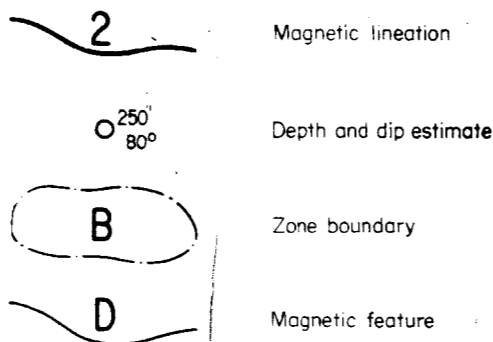 2 Magnetic lineation
250'
80° Depth and dip estimate
B Zone boundary
D Magnetic feature